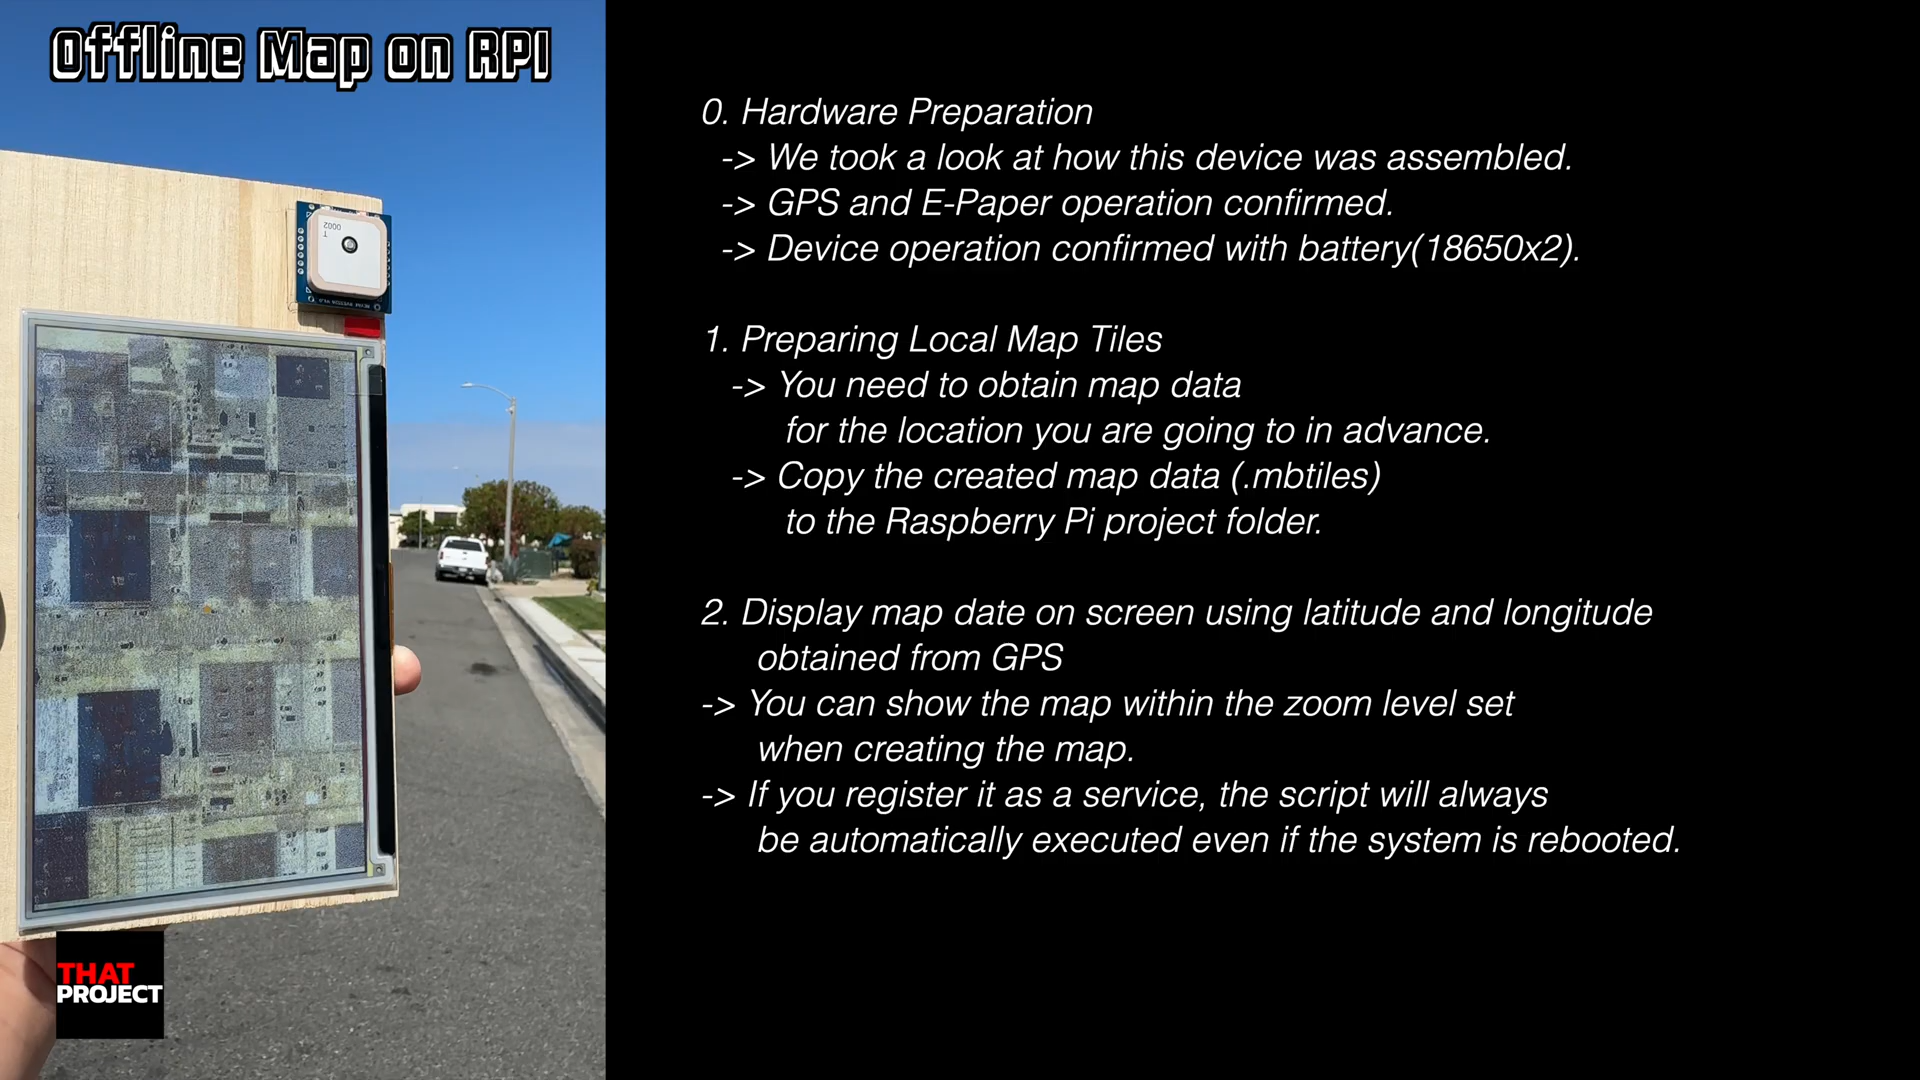 Offline Map on RPI
0. Hardware Preparation
-> We took a look at how this device was assembled.
-> GPS and E-Paper operation confirmed.
-> Device operation confirmed with battery(18650x2).
1. Preparing Local Map Tiles
-> You need to obtain map data
for the location you are going to in advance.
-> Copy the created map data (.mbtiles)
to the Raspberry Pi project folder.
2. Display map date on screen using latitude and longitude
obtained from GPS
-> You can show the map within the zoom level set
when creating the map.
-> If you register it as a service, the script will always
be automatically executed even if the system is rebooted.
0002
T
THAT
PROJECT